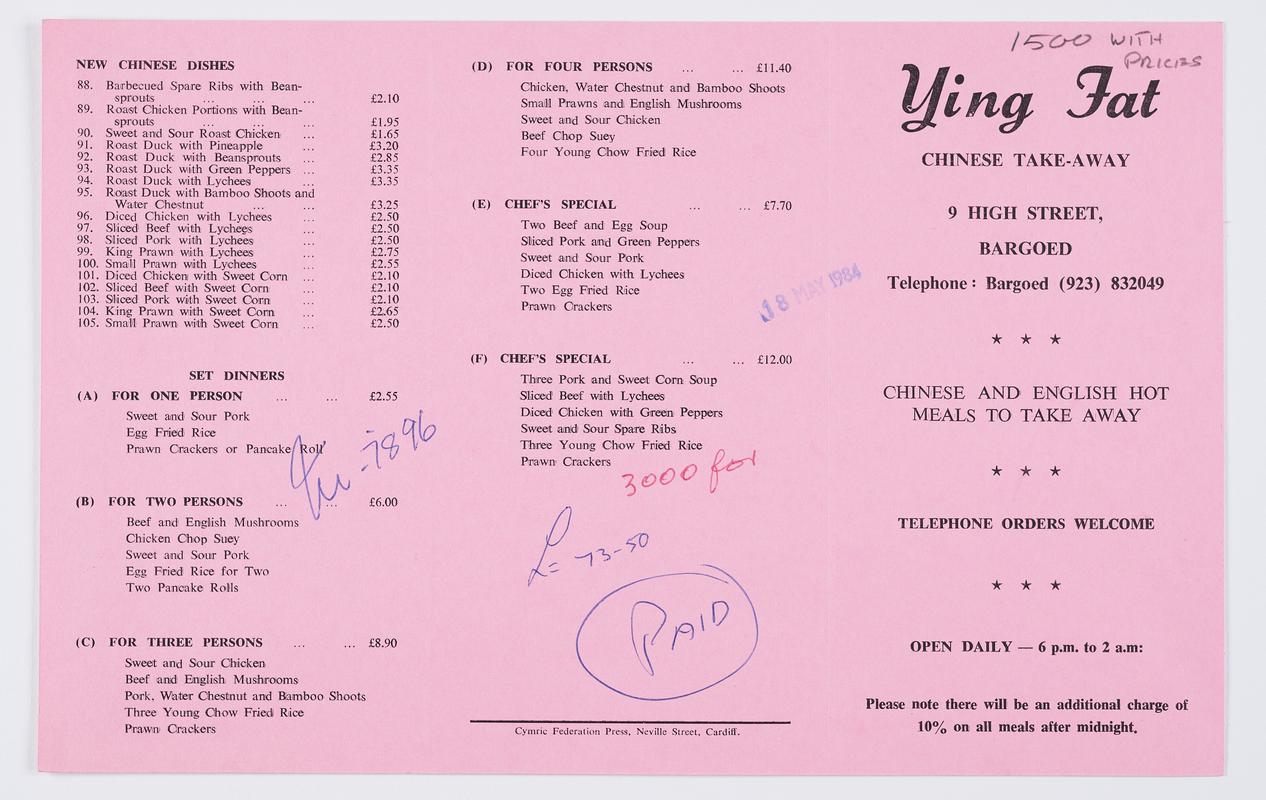 NEW CHINESE DISHES
88. Barbecued Spare Ribs with Bean-
sprouts ... ... ... £2.10
89. Roast Chicken Portions with Bean-
sprouts ... ... ... £1.95
90. Sweet and Sour Roast Chicken ... £1.65
91. Roast Duck with Pineapple ... £3.20
92. Roast Duck with Beansprouts ... £2.85
93. Roast Duck with Green Peppers ... £3.35
94. Roast Duck with Lychees ... £3.35
95. Roast Duck with Bamboo Shoots and
Water Chestnut ... ... £3.25
96. Diced Chicken with Lychees ... £2.50
97. Sliced Beef with Lychees ... £2.50
98. Sliced Pork with Lychees ... £2.50
99. King Prawn with Lychees ... £2.75
100. Small Prawn with Lychees ... £2.55
101. Diced Chicken with Sweet Corn ... £2.10
102. Sliced Beef with Sweet Corn ... £2.10
103. Sliced Pork with Sweet Corn ... £2.10
104. King Prawn with Sweet Corn ... £2.65
105. Small Prawn with Sweet Corn ... £2.50
SET DINNERS
(A) FOR ONE PERSON ... ... £2.55
Sweet and Sour Pork
Egg Fried Rice
Prawn Crackers or Pancake Roll
7896
(B) FOR TWO PERSONS ... ... £6.00
Beef and English Mushrooms
Chicken Chop Suey
Sweet and Sour Pork
Egg Fried Rice for Two
Two Pancake Rolls
(C) FOR THREE PERSONS ... ... £8.90
Sweet and Sour Chicken
Beef and English Mushrooms
Pork, Water Chestnut and Bamboo Shoots
Three Young Chow Fried Rice
Prawn Crackers
(D) FOR FOUR PERSONS ... ... £11.40
Chicken, Water Chestnut and Bamboo Shoots
Small Prawns and English Mushrooms
Sweet and Sour Chicken
Beef Chop Suey
Four Young Chow Fried Rice
(E) CHEF'S SPECIAL ... ... £7.70
Two Beef and Egg Soup
Sliced Pork and Green Peppers
Sweet and Sour Pork
Diced Chicken with Lychees
Two Egg Fried Rice
Prawn Crackers
18 MAY 1984
(F) CHEF'S SPECIAL ... ... £12.00
Three Pork and Sweet Corn Soup
Sliced Beef with Lychees
Diced Chicken with Green Peppers
Sweet and Sour Spare Ribs
Three Young Chow Fried Rice
Prawn Crackers
3000 for
£= 73-50
PAID
Cymric Federation Press, Neville Street, Cardiff.
1500 WITH
PRICES
Ying Fat
CHINESE TAKE-AWAY
9 HIGH STREET,
BARGOED
Telephone: Bargoed (923) 832049
★ ★ ★
CHINESE AND ENGLISH HOT
MEALS TO TAKE AWAY
★ ★ ★
TELEPHONE ORDERS WELCOME
★ ★ ★
OPEN DAILY — 6 p.m. to 2 a.m:
Please note there will be an additional charge of
10% on all meals after midnight.